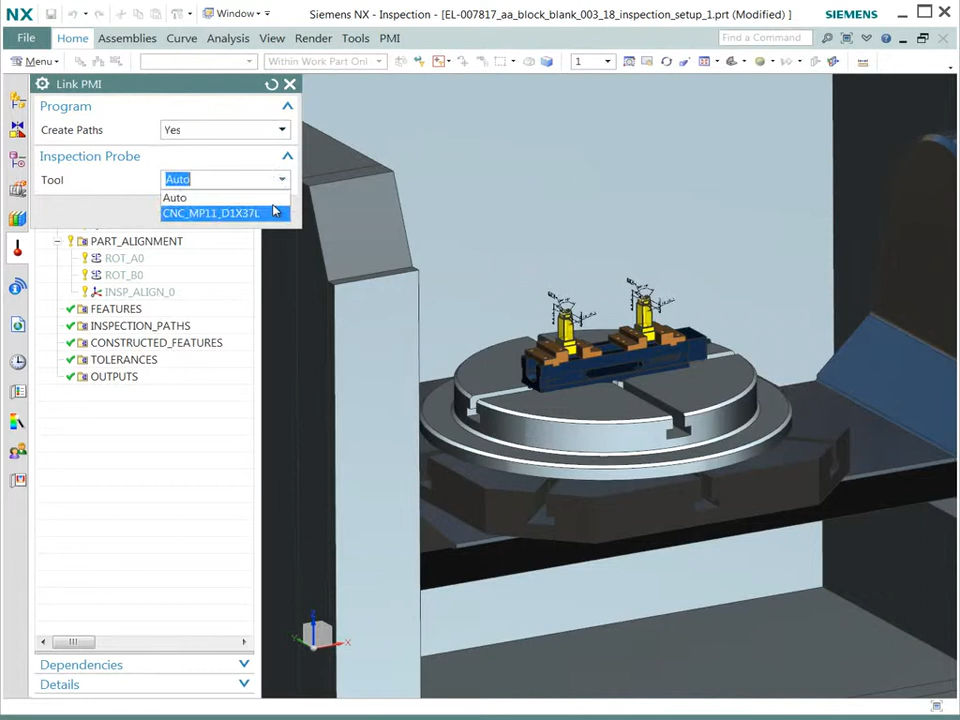 NX
Window
Siemens NX - Inspection - [EL-007817_aa_block_blank_003_18_inspection_setup_1.prt (Modified) ]
SIEMENS
File Home Assemblies Curve Analysis View Render Tools PMI
Find a Command
Menu
Within Work Part Onl
1
Link PMI
Program
Create Paths Yes
Inspection Probe
Tool Auto
Auto
CNC_MP11_D1X37L
PART_ALIGNMENT
ROT_A0
ROT_B0
INSP_ALIGN_0
FEATURES
INSPECTION_PATHS
CONSTRUCTED_FEATURES
TOLERANCES
OUTPUTS
Z
Y
X
Dependencies
Details